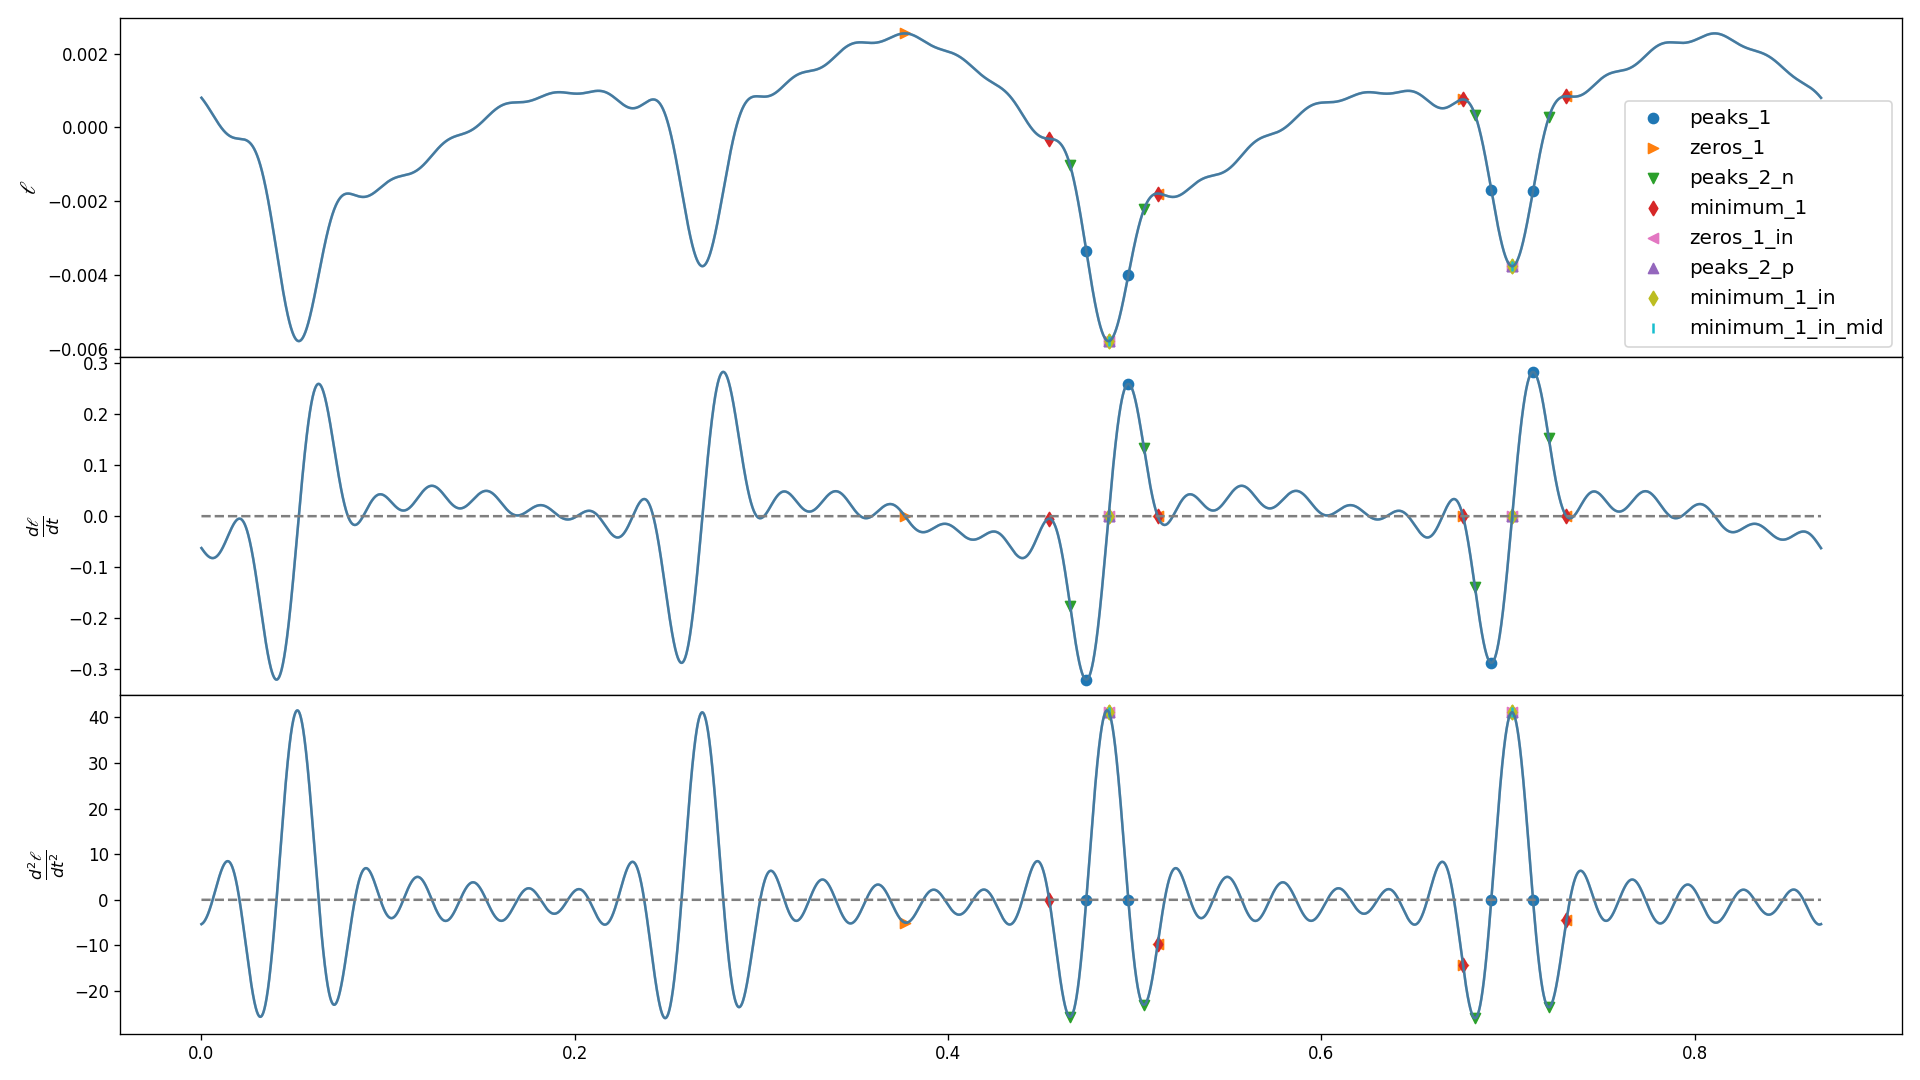 0.002
0.000
−0.002
−0.004
−0.006
ℓ
peaks_1
zeros_1
peaks_2_n
minimum_1
zeros_1_in
peaks_2_p
minimum_1_in
minimum_1_in_mid
0.3
0.2
0.1
0.0
−0.1
−0.2
−0.3
dℓ
dt
40
30
20
10
0
−10
−20
d²ℓ
dt²
0.0 0.2 0.4 0.6 0.8